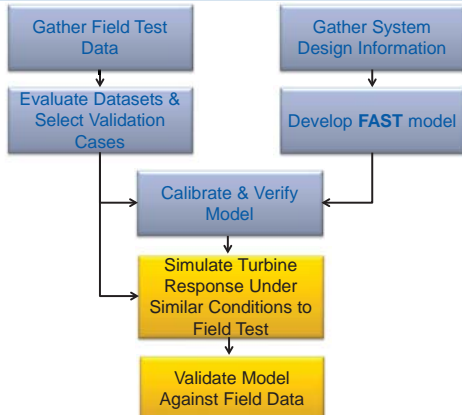 Gather Field Test
Data
Gather System
Design Information
Evaluate Datasets &
Select Validation
Cases
Develop FAST model
Calibrate & Verify
Model
Simulate Turbine
Response Under
Similar Conditions to
Field Test
Validate Model
Against Field Data